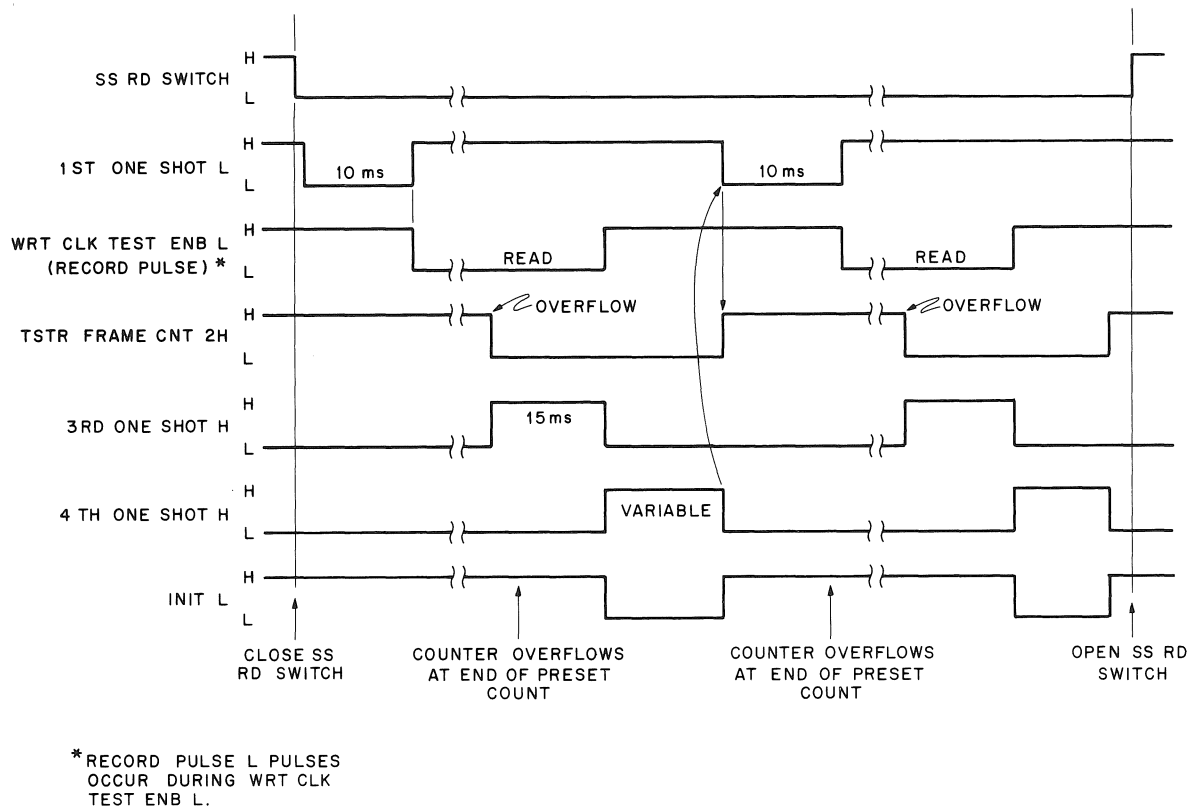 H
SS RD SWITCH
L
H
1ST ONE SHOT L
L
10 ms
10 ms
H
WRT CLK TEST ENB L
(RECORD PULSE) *
L
READ
READ
H
TSTR FRAME CNT 2H
L
OVERFLOW
OVERFLOW
H
3RD ONE SHOT H
L
15 ms
H
4 TH ONE SHOT H
L
VARIABLE
H
INIT L
L
CLOSE SS
RD SWITCH
COUNTER OVERFLOWS
AT END OF PRESET
COUNT
COUNTER OVERFLOWS
AT END OF PRESET
COUNT
OPEN SS RD
SWITCH
* RECORD PULSE L PULSES
OCCUR DURING WRT CLK
TEST ENB L.